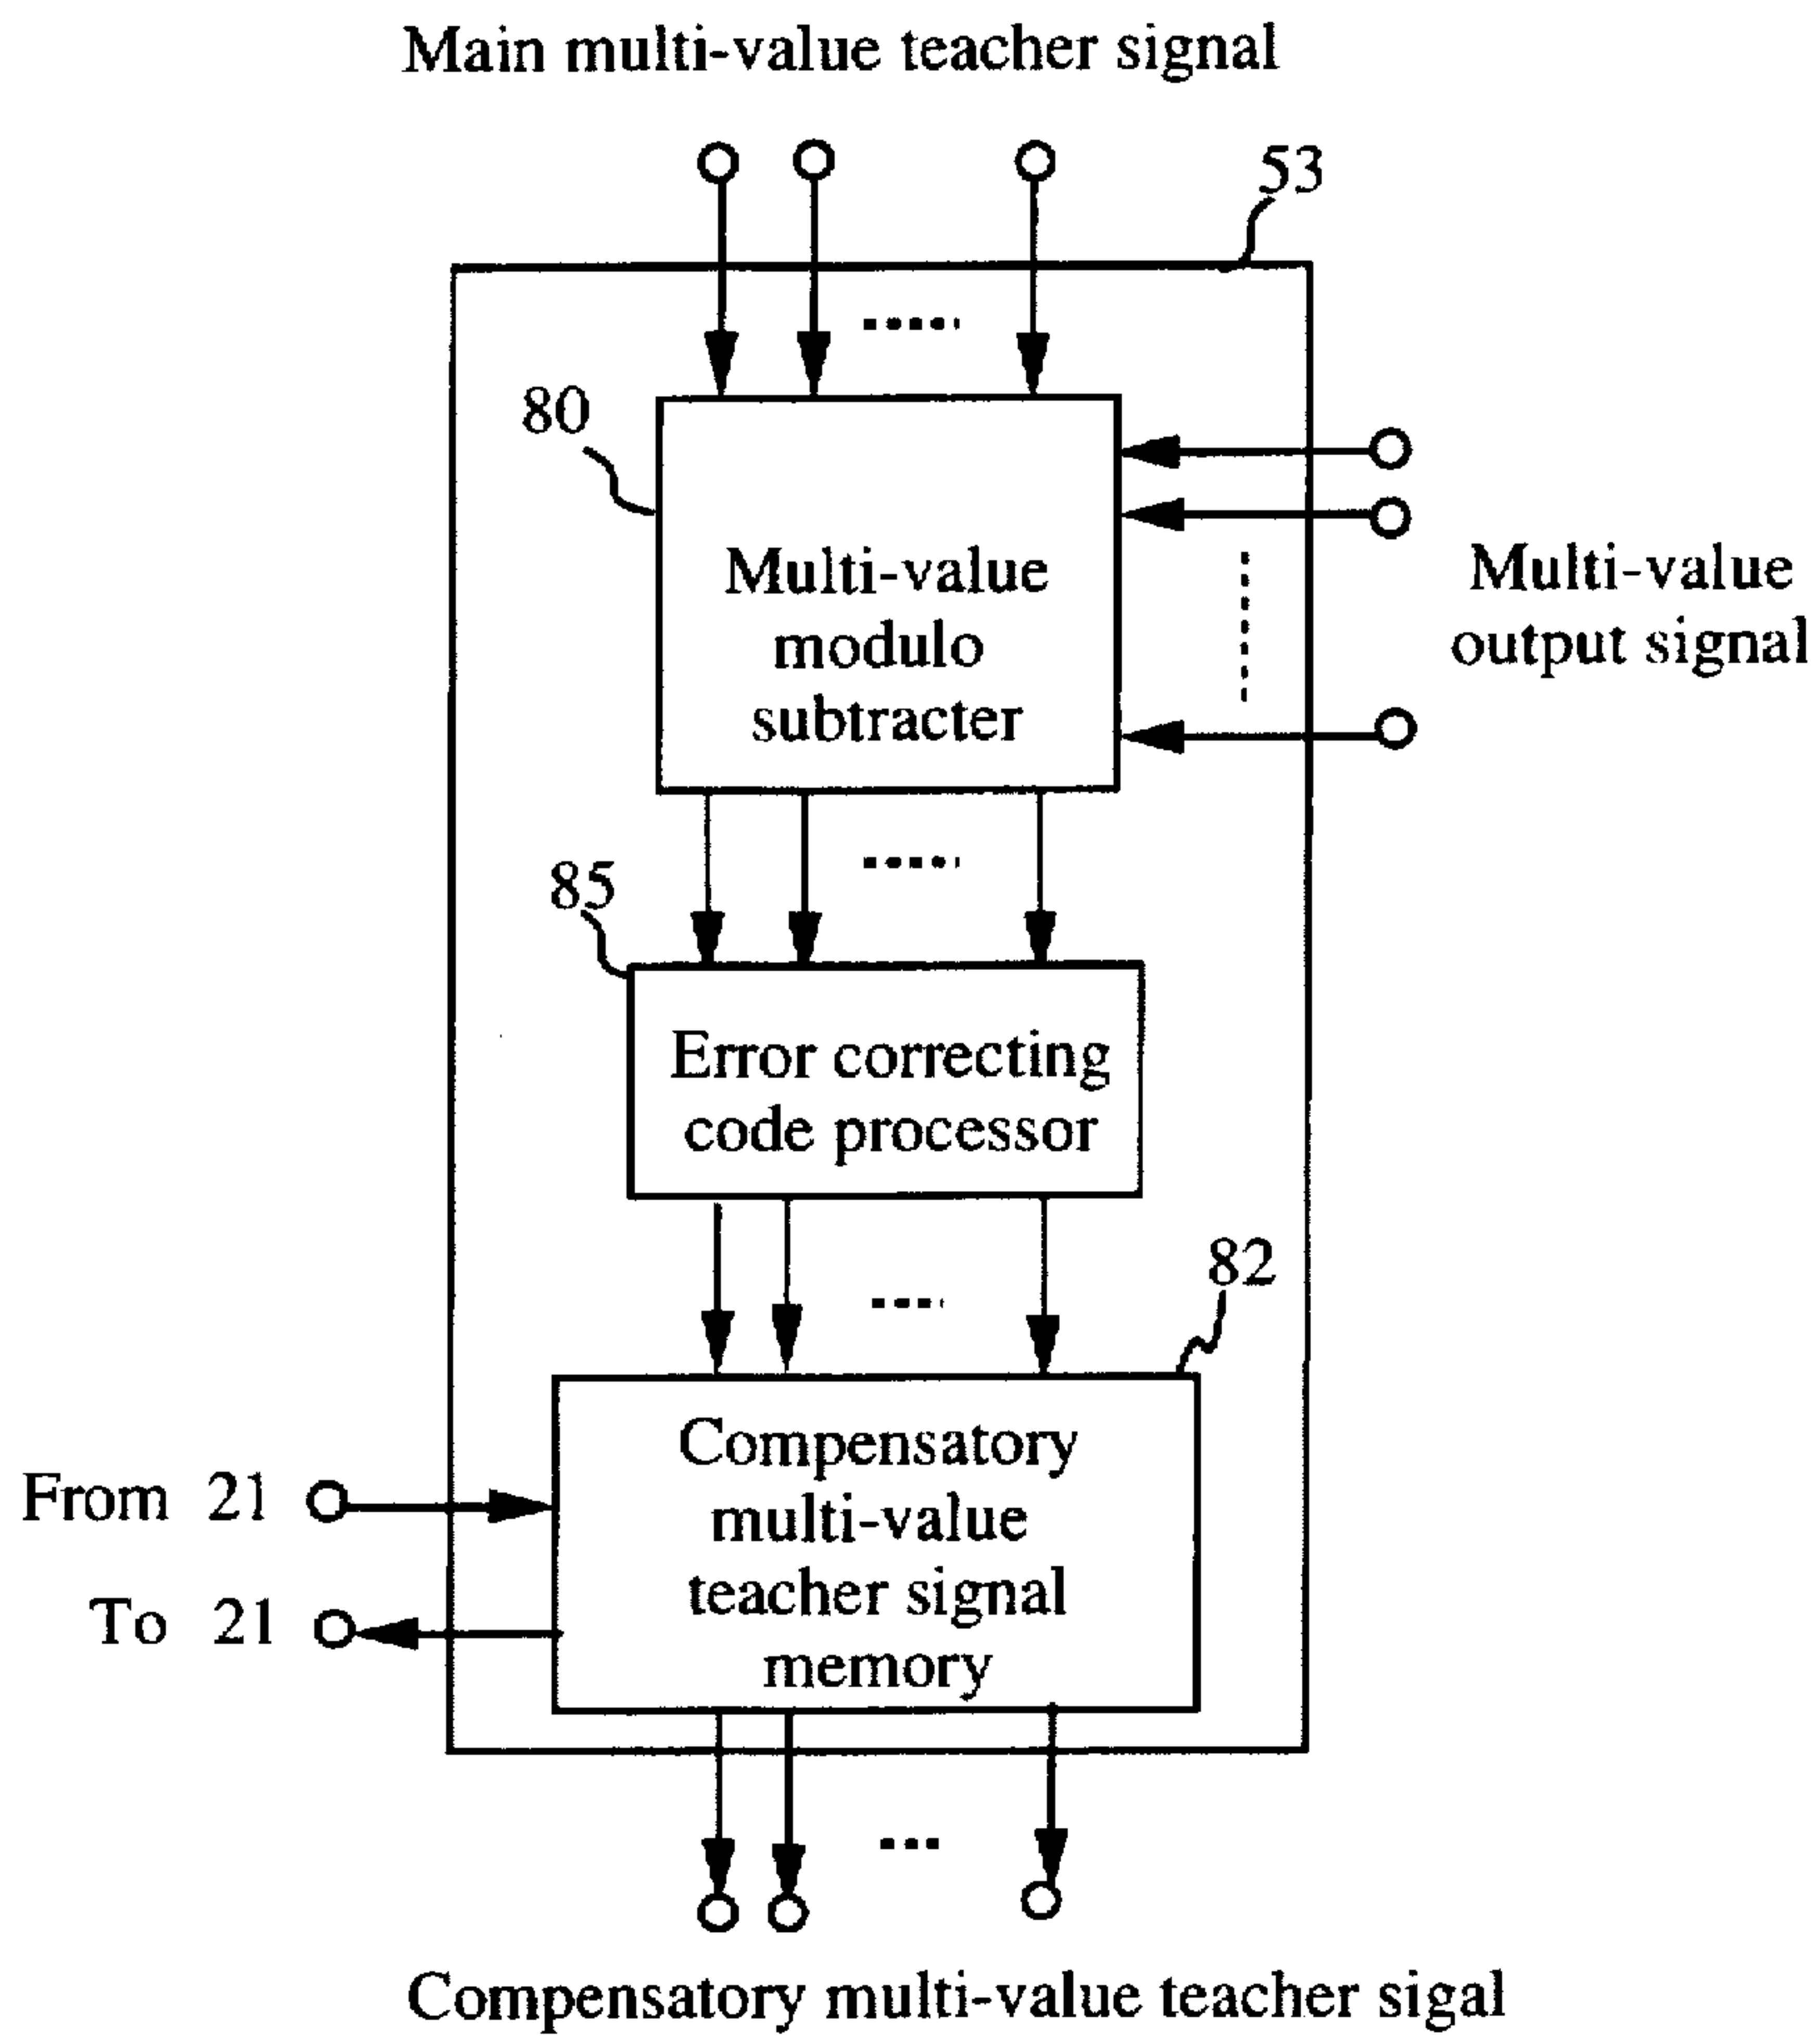 Main multi-value teacher signal
53
80
Multi-value
modulo
subtracter
Multi-value
output signal
85
Error correcting
code processor
82
Compensatory
multi-value
teacher signal
memory
From 21
To 21
Compensatory multi-value teacher sigal